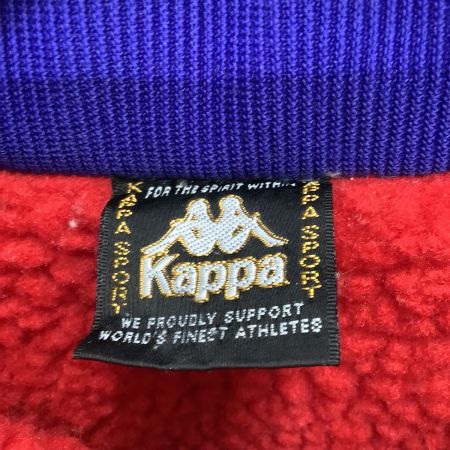 FOR THE SPIRIT WITHIN
KAPPA SPORT
Kappa
KAPPA SPORT
WE PROUDLY SUPPORT
WORLD'S FINEST ATHLETES